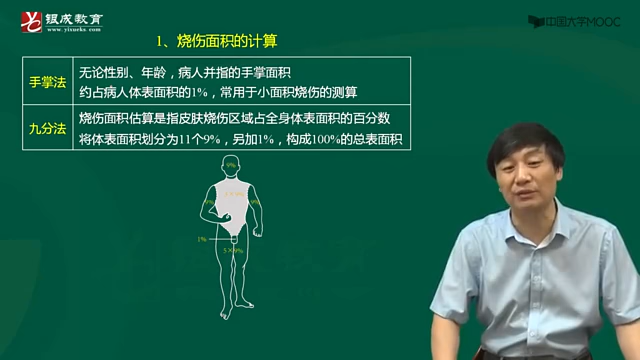 银成教育
www.yixueks.com
中国大学MOOC
1、烧伤面积的计算
手掌法
无论性别、年龄，病人并指的手掌面积
约占病人体表面积的1%，常用于小面积烧伤的测算
九分法
烧伤面积估算是指皮肤烧伤区域占全身体表面积的百分数
将体表面积划分为11个9%，另加1%，构成100%的总表面积
9%
9%
9%
1%
5×9%